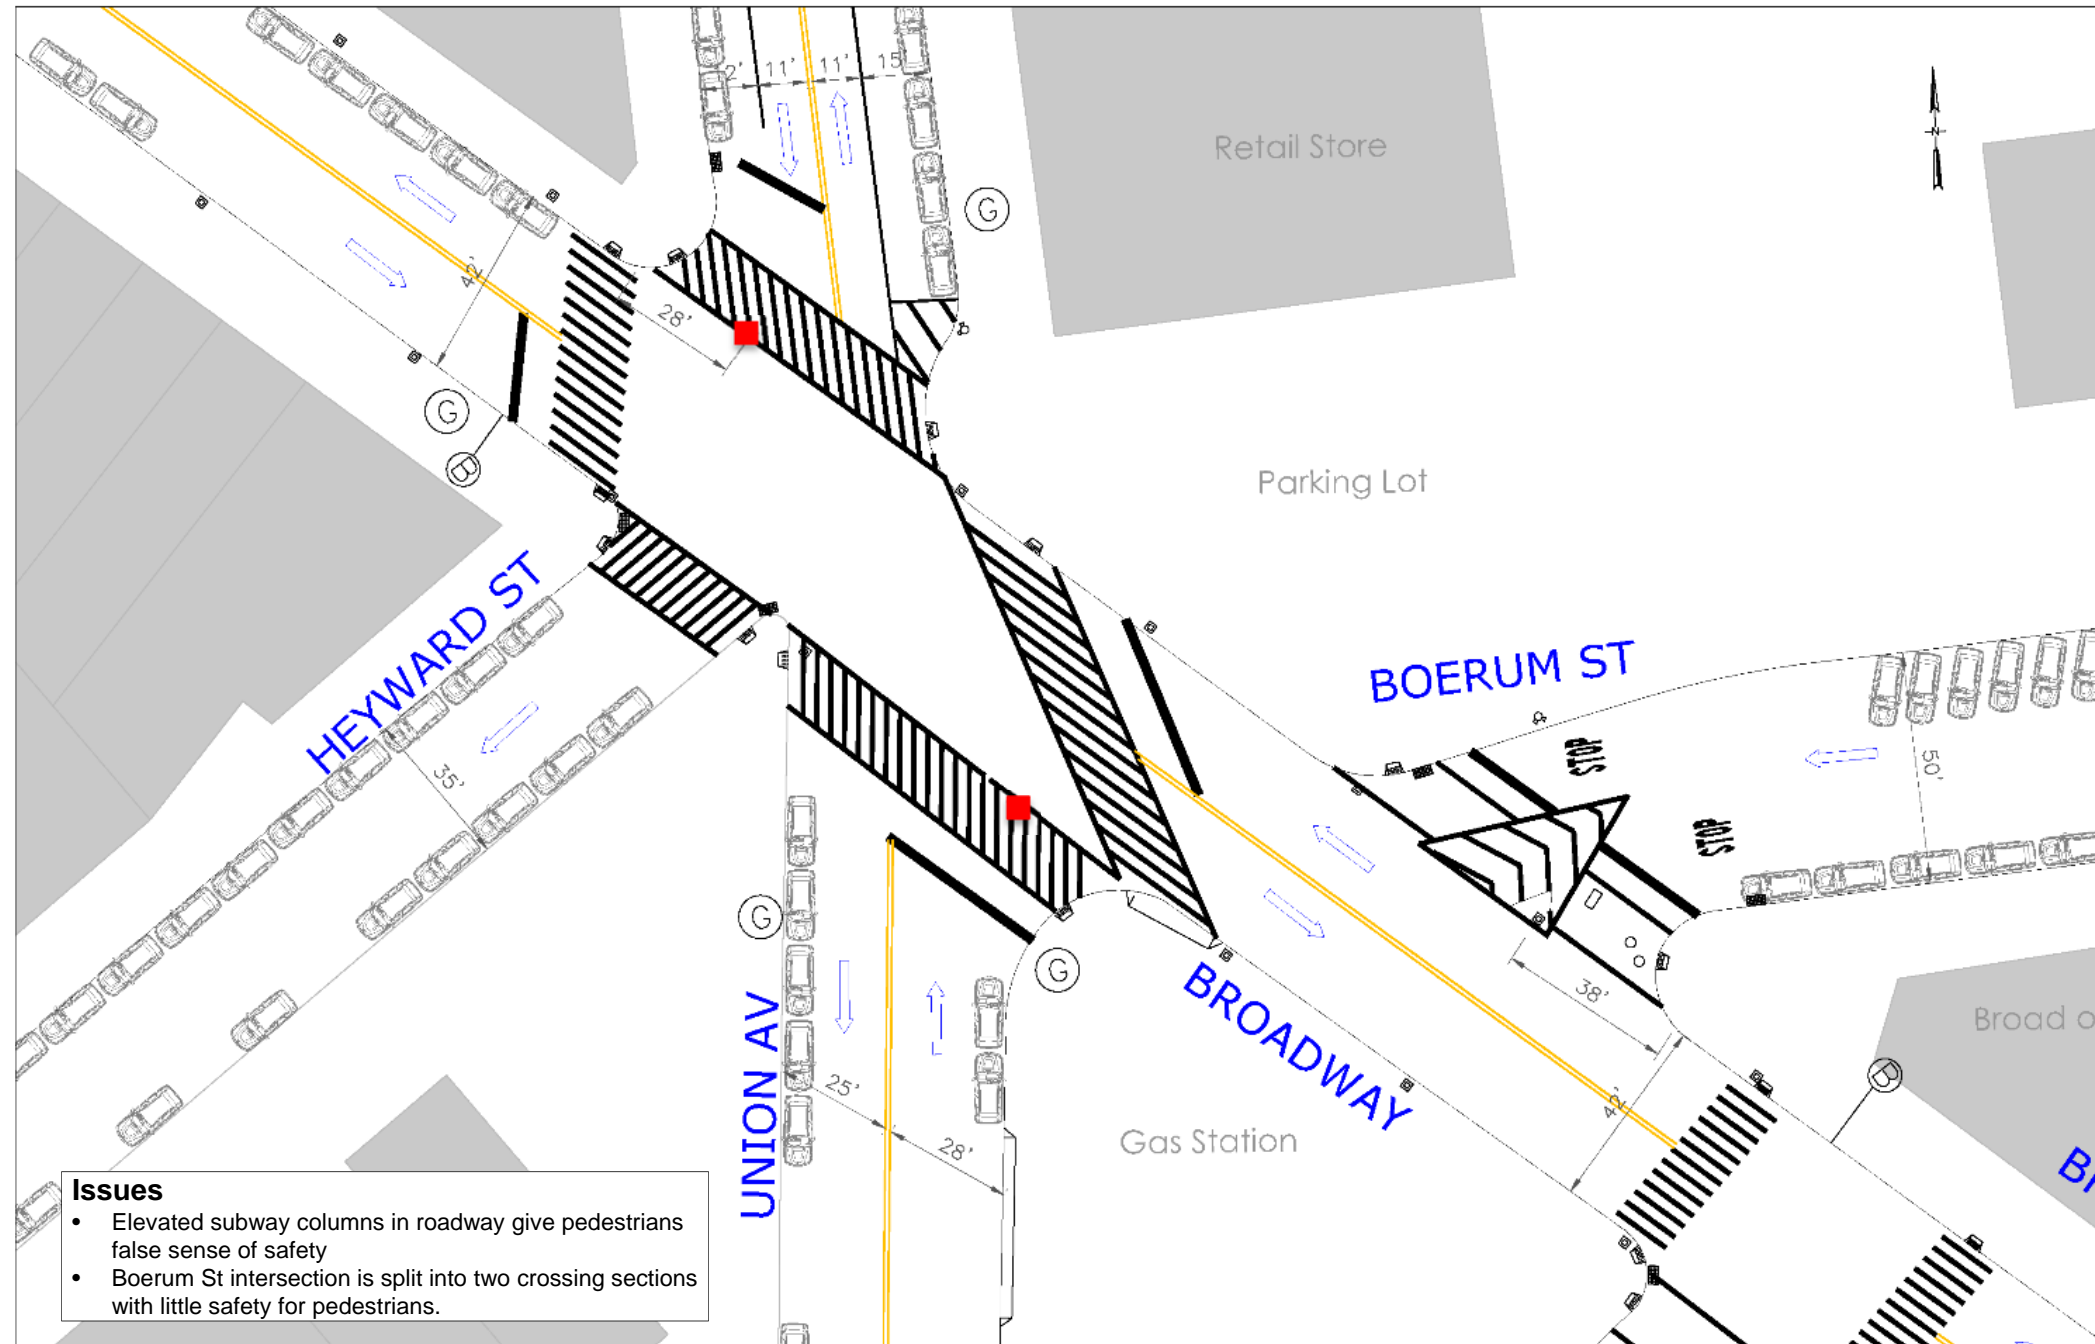 2'
11'
11'
15
N
Retail Store
G
42'
28'
G
B
Parking Lot
HEYWARD ST
BOERUM ST
STOP
STOP
50'
35'
G
G
38'
BROADWAY
UNION AV
Broad o
B
25'
28'
42'
Gas Station
Issues
• Elevated subway columns in roadway give pedestrians
false sense of safety
• Boerum St intersection is split into two crossing sections
with little safety for pedestrians.